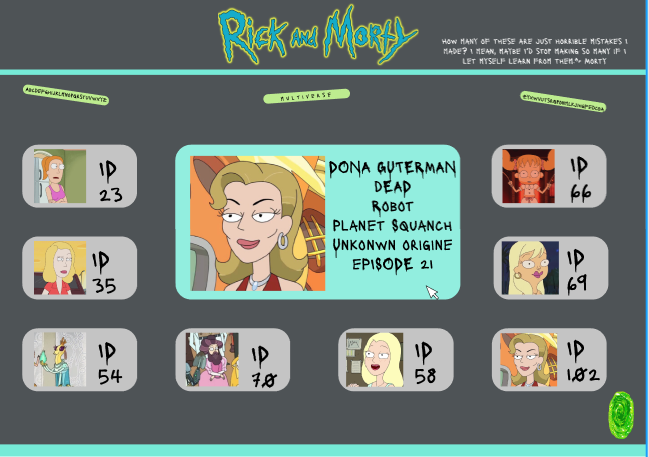 Rick and Morty
HOW MANY OF THESE ARE JUST HORRIBLE MISTAKES I
MADE? I MEAN, MAYBE I'D STOP MAKING SO MANY IF I
LET MYSELF LEARN FROM THEM ~ MORTY
ABCDEFGHIJKLMNOPQRSTUVWXYZ
MULTIVERSE
DONA GUTERMAN
DEAD
ROBOT
PLANET SQUANCH
UNKONWN ORIGINE
EPISODE 21
ID
23
ID
66
ID
35
ID
69
ID
54
ID
70
ID
58
ID
102